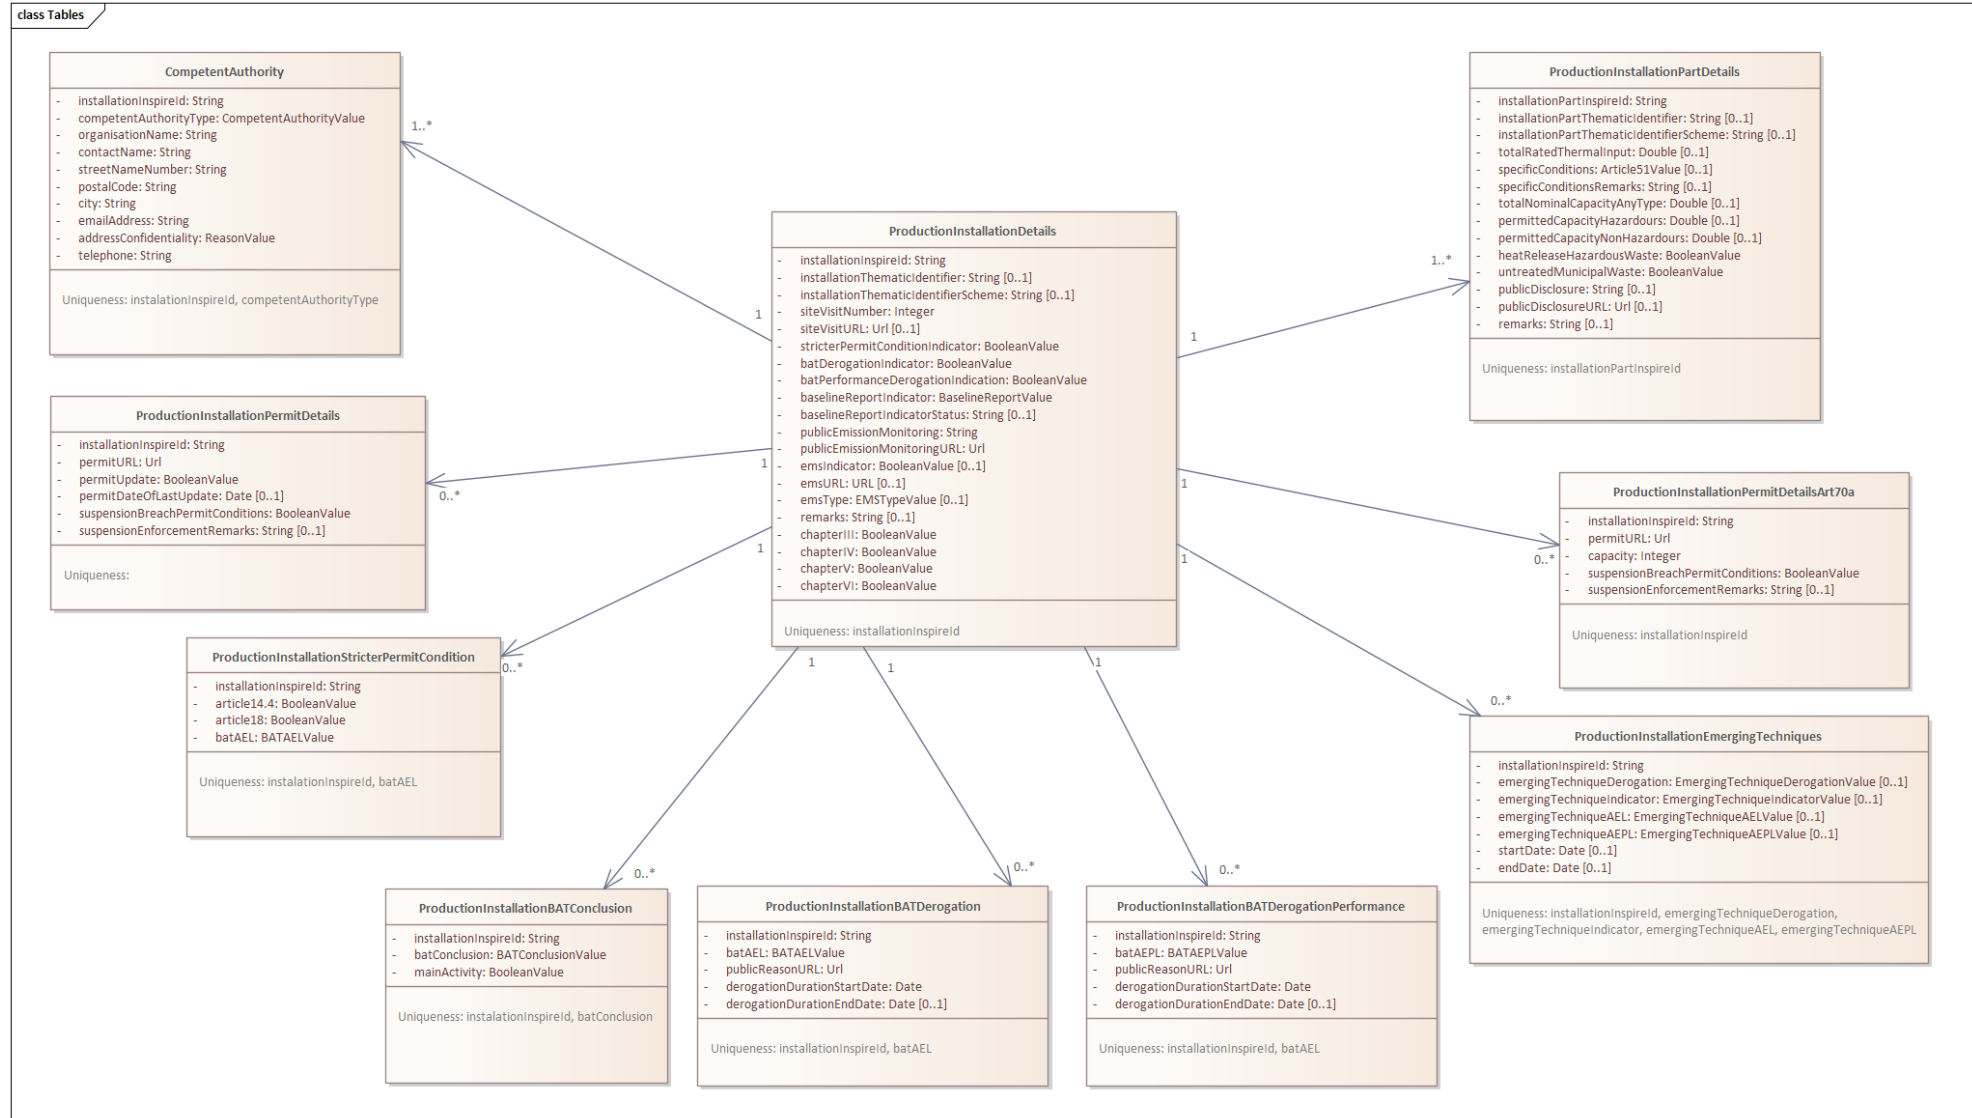 class Tables
CompetentAuthority
- installationInspireId: String
- competentAuthorityType: CompetentAuthorityValue
- organisationName: String
- contactName: String
- streetNameNumber: String
- postalCode: String
- city: String
- emailAddress: String
- addressConfidentiality: ReasonValue
- telephone: String
Uniqueness: instalationInspireId, competentAuthorityType
1..*
1
ProductionInstallationPartDetails
- installationPartInspireId: String
- installationPartThematicIdentifier: String [0..1]
- installationPartThematicIdentifierScheme: String [0..1]
- totalRatedThermalInput: Double [0..1]
- specificConditions: Article51Value [0..1]
- specificConditionsRemarks: String [0..1]
- totalNominalCapacityAnyType: Double [0..1]
- permittedCapacityHazardours: Double [0..1]
- permittedCapacityNonHazardours: Double [0..1]
- heatReleaseHazardousWaste: BooleanValue
- untreatedMunicipalWaste: BooleanValue
- publicDisclosure: String [0..1]
- publicDisclosureURL: Url [0..1]
- remarks: String [0..1]
Uniqueness: installationPartInspireId
1..*
1
ProductionInstallationDetails
- installationInspireId: String
- installationThematicIdentifier: String [0..1]
- installationThematicIdentifierScheme: String [0..1]
- siteVisitNumber: Integer
- siteVisitURL: Url [0..1]
- stricterPermitConditionIndicator: BooleanValue
- batDerogationIndicator: BooleanValue
- batPerformanceDerogationIndication: BooleanValue
- baselineReportIndicator: BaselineReportValue
- baselineReportIndicatorStatus: String [0..1]
- publicEmissionMonitoring: String
- publicEmissionMonitoringURL: Url
- emsIndicator: BooleanValue [0..1]
- emsURL: URL [0..1]
- emsType: EMSTypeValue [0..1]
- remarks: String [0..1]
- chapterIII: BooleanValue
- chapterIV: BooleanValue
- chapterV: BooleanValue
- chapterVI: BooleanValue
Uniqueness: installationInspireId
ProductionInstallationPermitDetails
- installationInspireId: String
- permitURL: Url
- permitUpdate: BooleanValue
- permitDateOfLastUpdate: Date [0..1]
- suspensionBreachPermitConditions: BooleanValue
- suspensionEnforcementRemarks: String [0..1]
Uniqueness:
1
0..*
ProductionInstallationPermitDetailsArt70a
- installationInspireId: String
- permitURL: Url
- capacity: Integer
- suspensionBreachPermitConditions: BooleanValue
- suspensionEnforcementRemarks: String [0..1]
Uniqueness: installationInspireId
1
0..*
ProductionInstallationStricterPermitCondition
- installationInspireId: String
- article14.4: BooleanValue
- article18: BooleanValue
- batAEL: BATAELValue
Uniqueness: instalationInspireId, batAEL
1
0..*
ProductionInstallationEmergingTechniques
- installationInspireId: String
- emergingTechniqueDerogation: EmergingTechniqueDerogationValue [0..1]
- emergingTechniqueIndicator: EmergingTechniqueIndicatorValue [0..1]
- emergingTechniqueAEL: EmergingTechniqueAELValue [0..1]
- emergingTechniqueAEPL: EmergingTechniqueAEPLValue [0..1]
- startDate: Date [0..1]
- endDate: Date [0..1]
Uniqueness: installationInspireId, emergingTechniqueDerogation,
emergingTechniqueIndicator, emergingTechniqueAEL, emergingTechniqueAEPL
1
0..*
ProductionInstallationBATConclusion
- installationInspireId: String
- batConclusion: BATConclusionValue
- mainActivity: BooleanValue
Uniqueness: instalationInspireId, batConclusion
1
0..*
ProductionInstallationBATDerogation
- installationInspireId: String
- batAEL: BATAELValue
- publicReasonURL: Url
- derogationDurationStartDate: Date
- derogationDurationEndDate: Date [0..1]
Uniqueness: installationInspireId, batAEL
1
0..*
ProductionInstallationBATDerogationPerformance
- installationInspireId: String
- batAEPL: BATAEPLValue
- publicReasonURL: Url
- derogationDurationStartDate: Date
- derogationDurationEndDate: Date [0..1]
Uniqueness: installationInspireId, batAEL
1
0..*